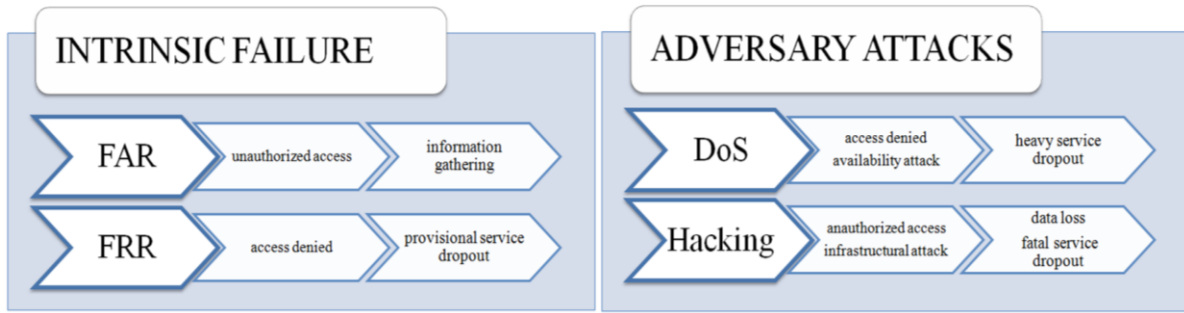 INTRINSIC FAILURE
FAR
unauthorized access
information
gathering
FRR
access denied
provisional service
dropout
ADVERSARY ATTACKS
DoS
access denied
availability attack
heavy service
dropout
Hacking
anauthorized access
infrastructural attack
data loss
fatal service
dropout